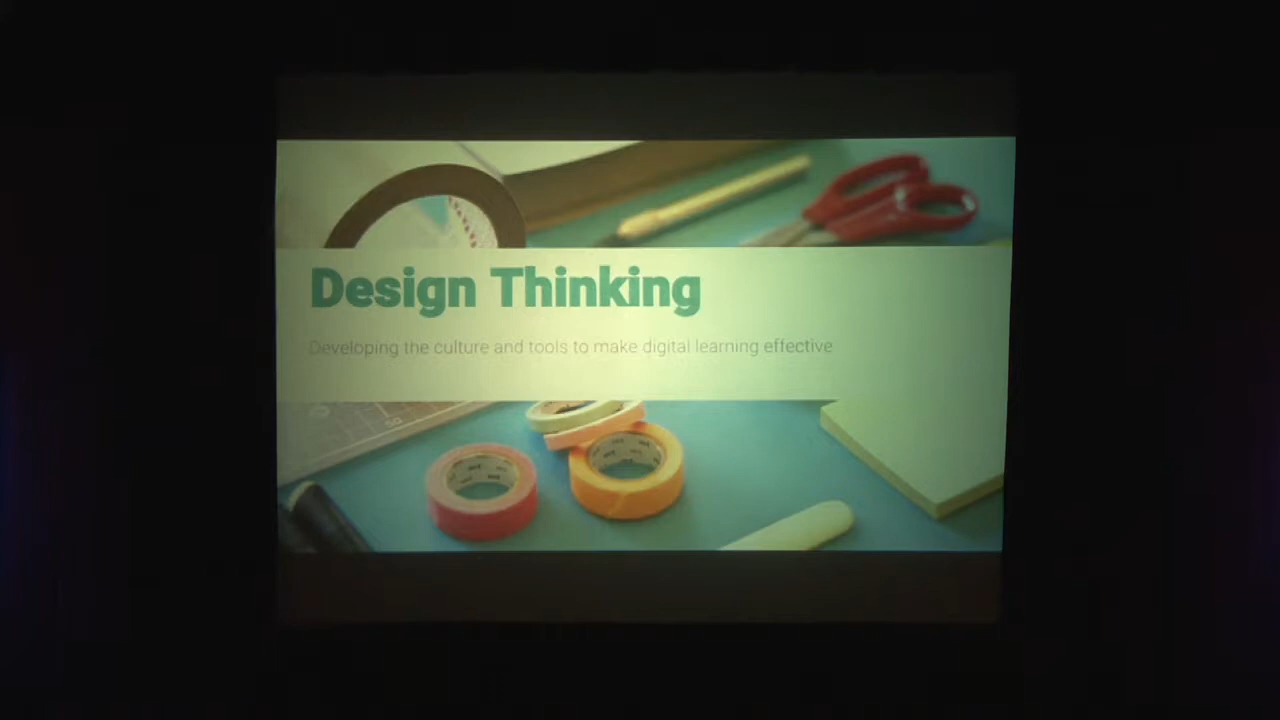 Design Thinking
Developing the culture and tools to make digital learning effective